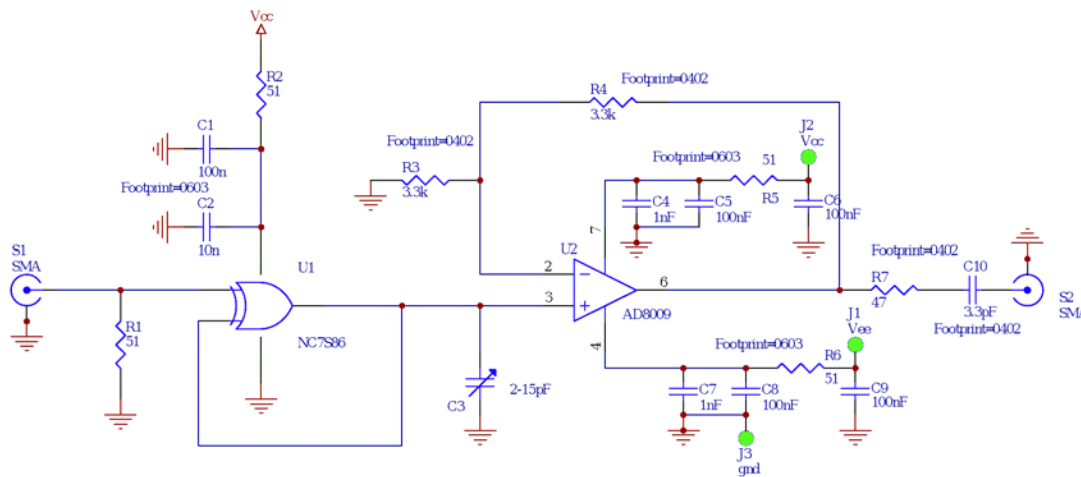 Vcc
R2
51
C1
100n
Footprint=0603
C2
10n
S1
SMA
R1
51
U1
NC7S86
Footprint=0402
R3
3.3k
Footprint=0402
R4
3.3k
C3
2-15pF
U2
2
3
7
4
6
AD8009
Footprint=0603
C4
1nF
C5
100nF
51
R5
J2
Vcc
C6
100nF
Footprint=0603
C7
1nF
C8
100nF
R6
51
J1
Vee
C9
100nF
J3
gnd
Footprint=0402
R7
47
C10
3.3pF
Footprint=0402
S2
SMA